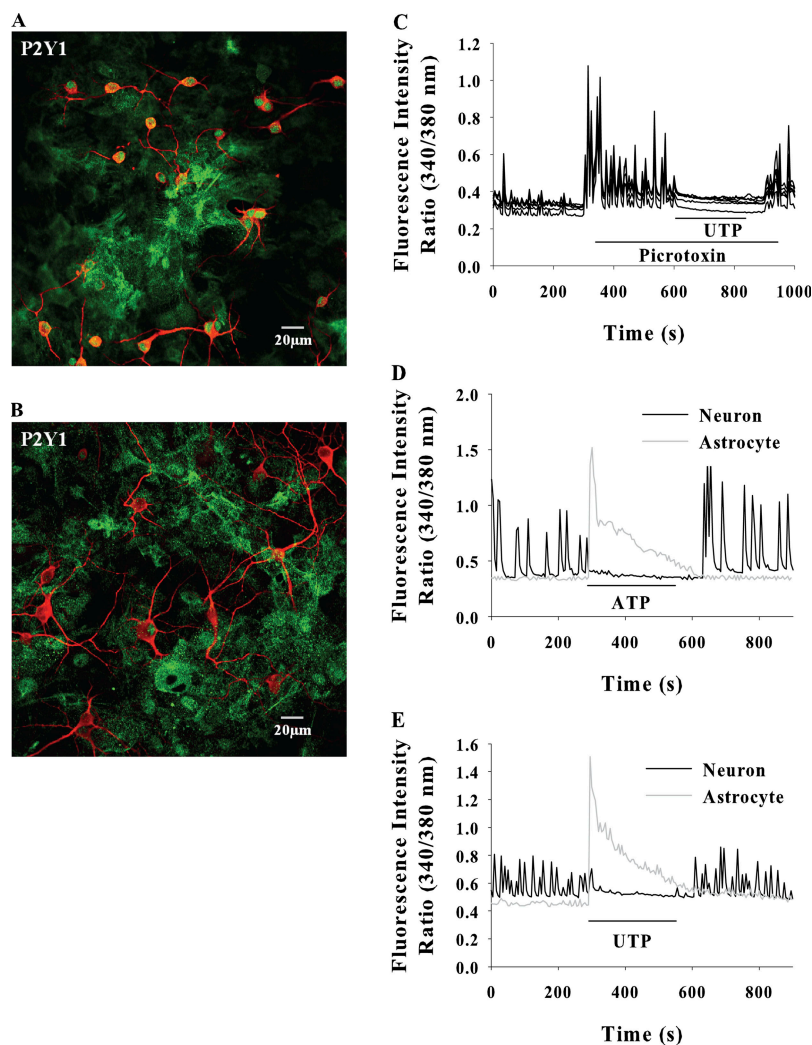 A
P2Y1
20µm
B
P2Y1
20µm
C
Fluorescence Intensity
Ratio (340/380 nm)
1.2
1.0
0.8
0.6
0.4
0.2
0.0
UTP
Picrotoxin
0 200 400 600 800 1000
Time (s)
D
Fluorescence Intensity
Ratio (340/380 nm)
2.0
1.5
1.0
0.5
0.0
Neuron
Astrocyte
ATP
0 200 400 600 800
Time (s)
E
Fluorescence Intensity
Ratio (340/380 nm)
1.6
1.4
1.2
1.0
0.8
0.6
0.4
0.2
0.0
Neuron
Astrocyte
UTP
0 200 400 600 800
Time (s)